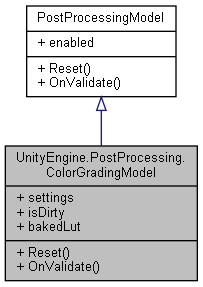 PostProcessingModel
+ enabled
+ Reset()
+ OnValidate()
UnityEngine.PostProcessing.
ColorGradingModel
+ settings
+ isDirty
+ bakedLut
+ Reset()
+ OnValidate()